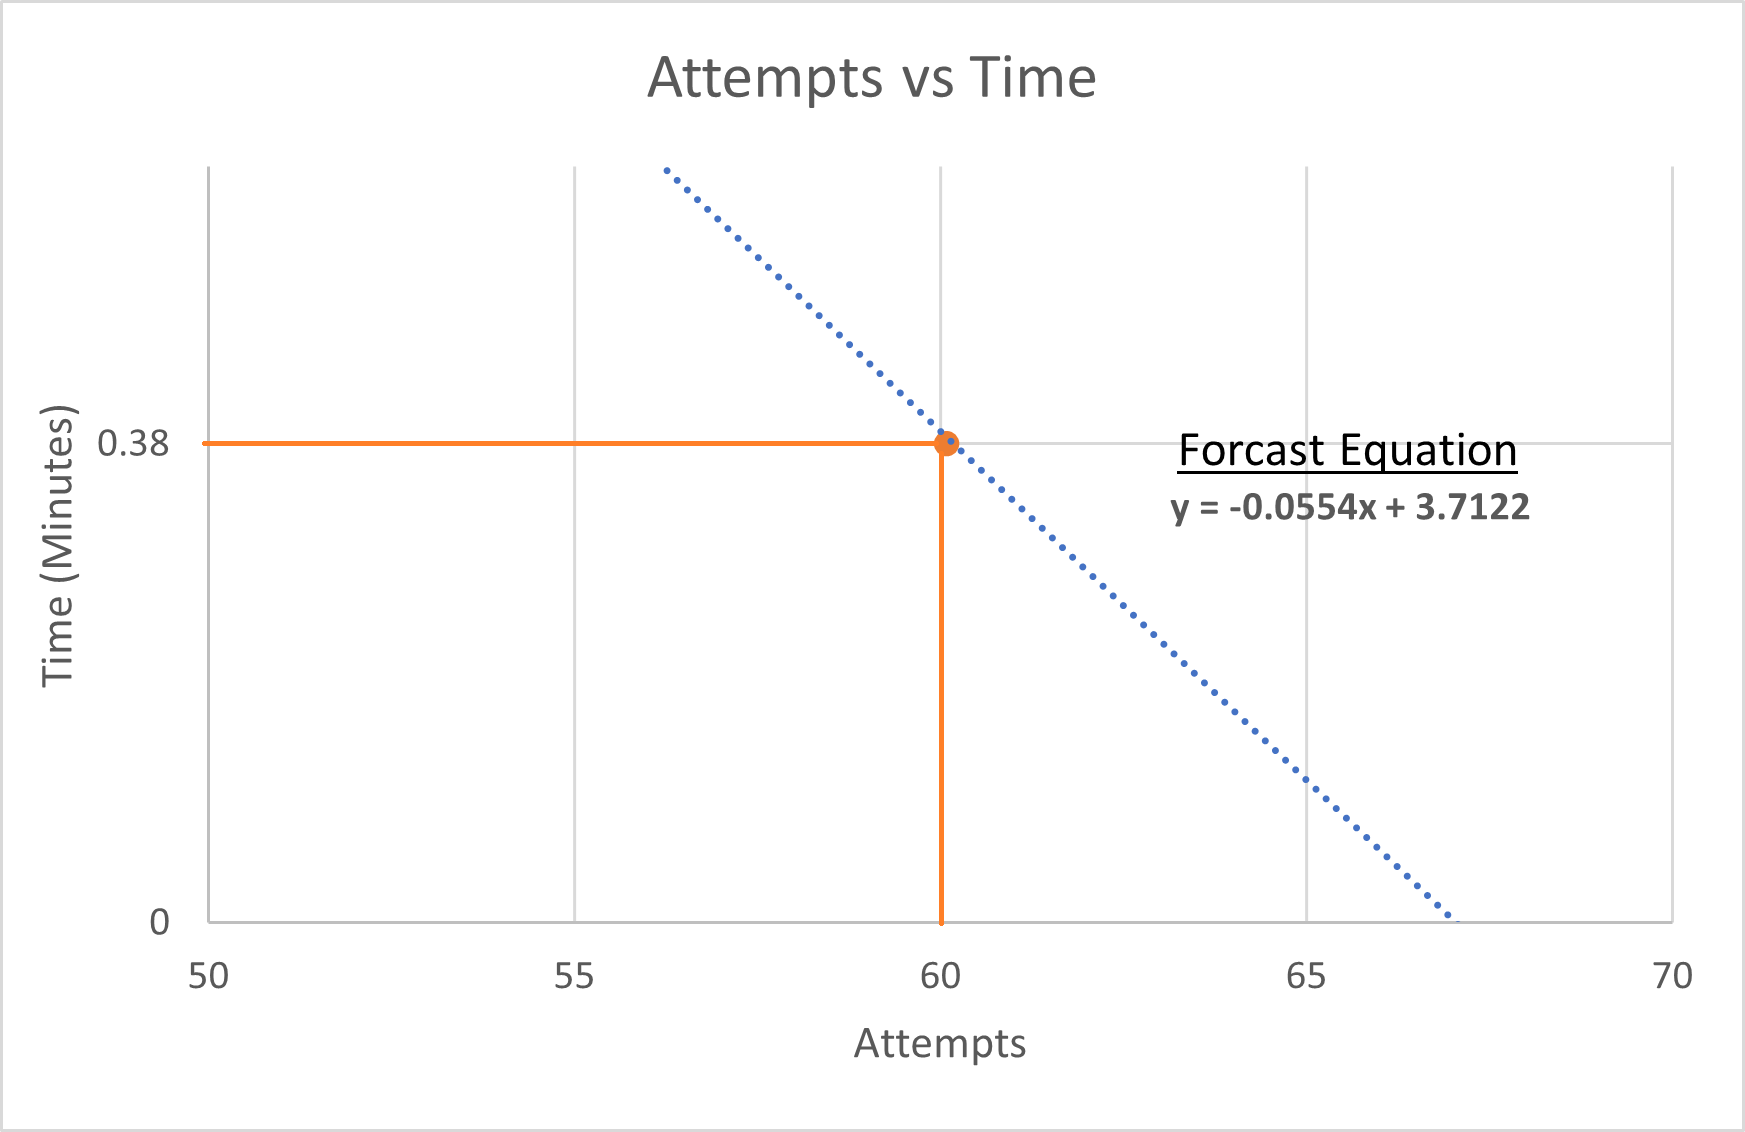 Attempts vs Time
Time (Minutes)
0.38
0
Forcast Equation
y = -0.0554x + 3.7122
50 55 60 65 70
Attempts